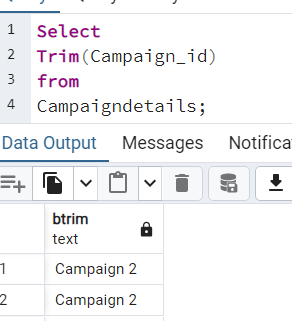 1 Select
2 Trim(Campaign_id)
3 from
4 Campaigndetails;
Data Output Messages Notifica
btrim
text
1 Campaign 2
2 Campaign 2